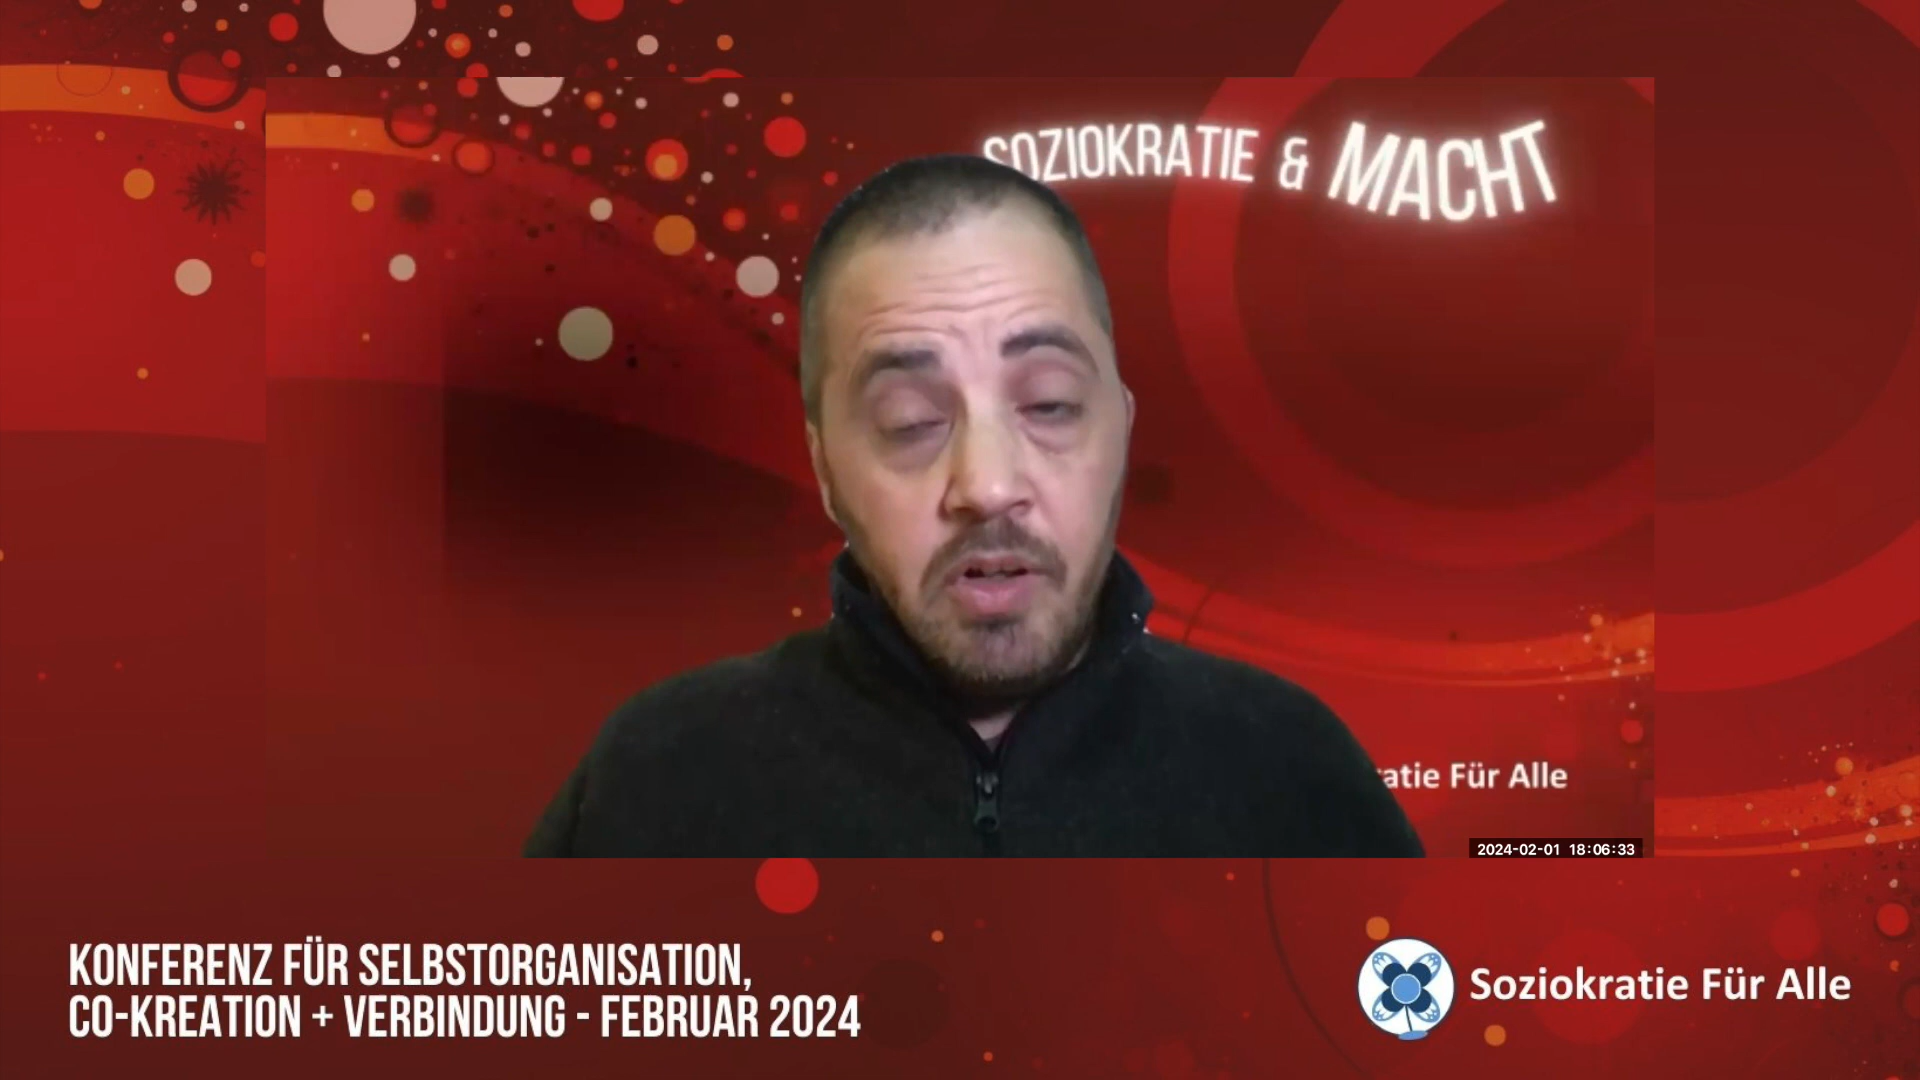 SOZIOKRATIE & MACHT
atie Für Alle
2024-02-01 18:06:33
KONFERENZ FÜR SELBSTORGANISATION,
CO-KREATION + VERBINDUNG - FEBRUAR 2024
Soziokratie Für Alle